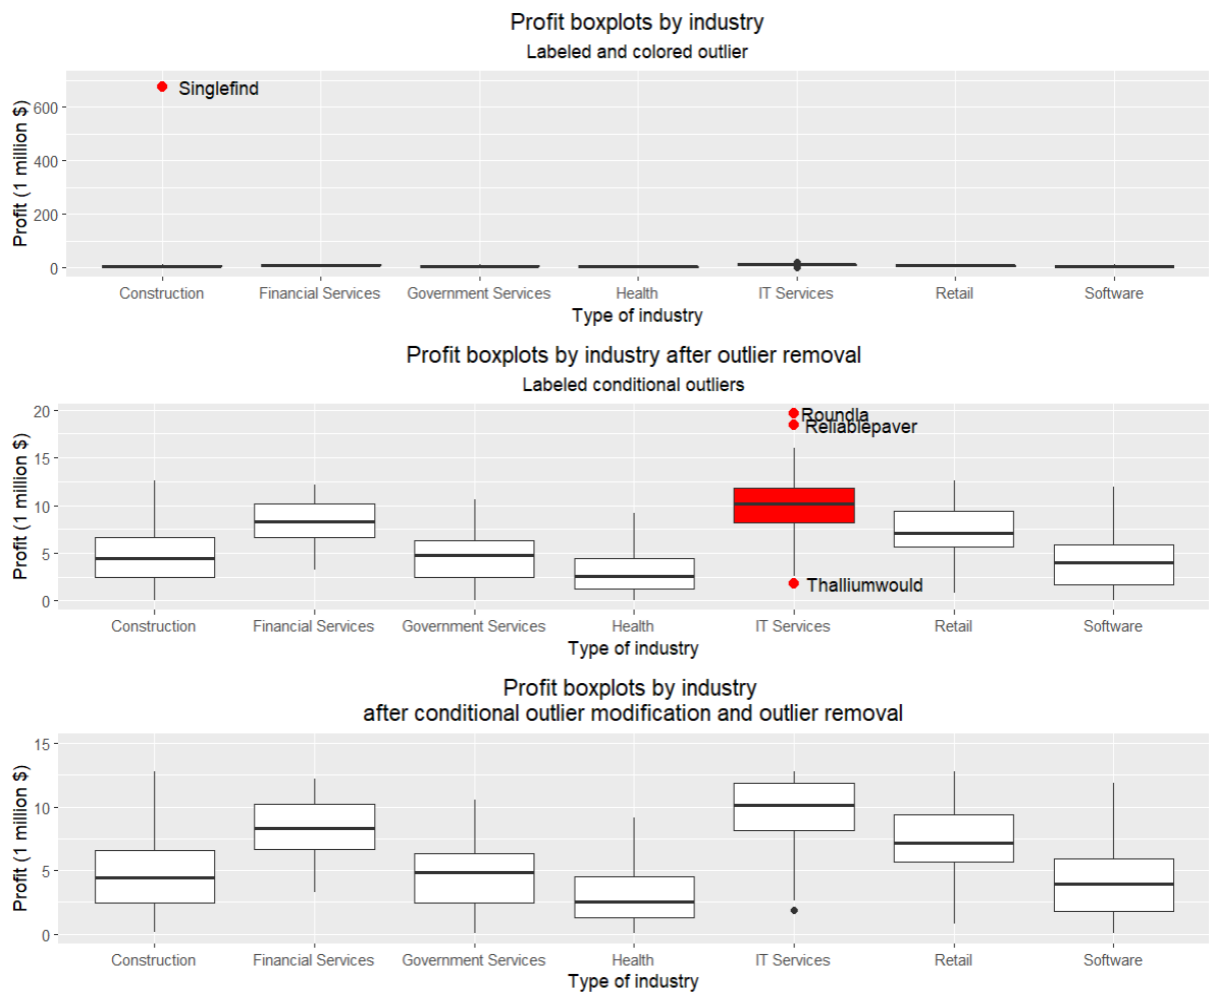 Profit boxplots by industry
Labeled and colored outlier
Profit (1 million $)
600
400
200
0
Singlefind
Construction Financial Services Government Services Health IT Services Retail Software
Type of industry
Profit boxplots by industry after outlier removal
Labeled conditional outliers
Profit (1 million $)
20
15
10
5
0
Roundla
Reliablepaver
Thalliumwould
Construction Financial Services Government Services Health IT Services Retail Software
Type of industry
Profit boxplots by industry
after conditional outlier modification and outlier removal
Profit (1 million $)
15
10
5
0
Construction Financial Services Government Services Health IT Services Retail Software
Type of industry